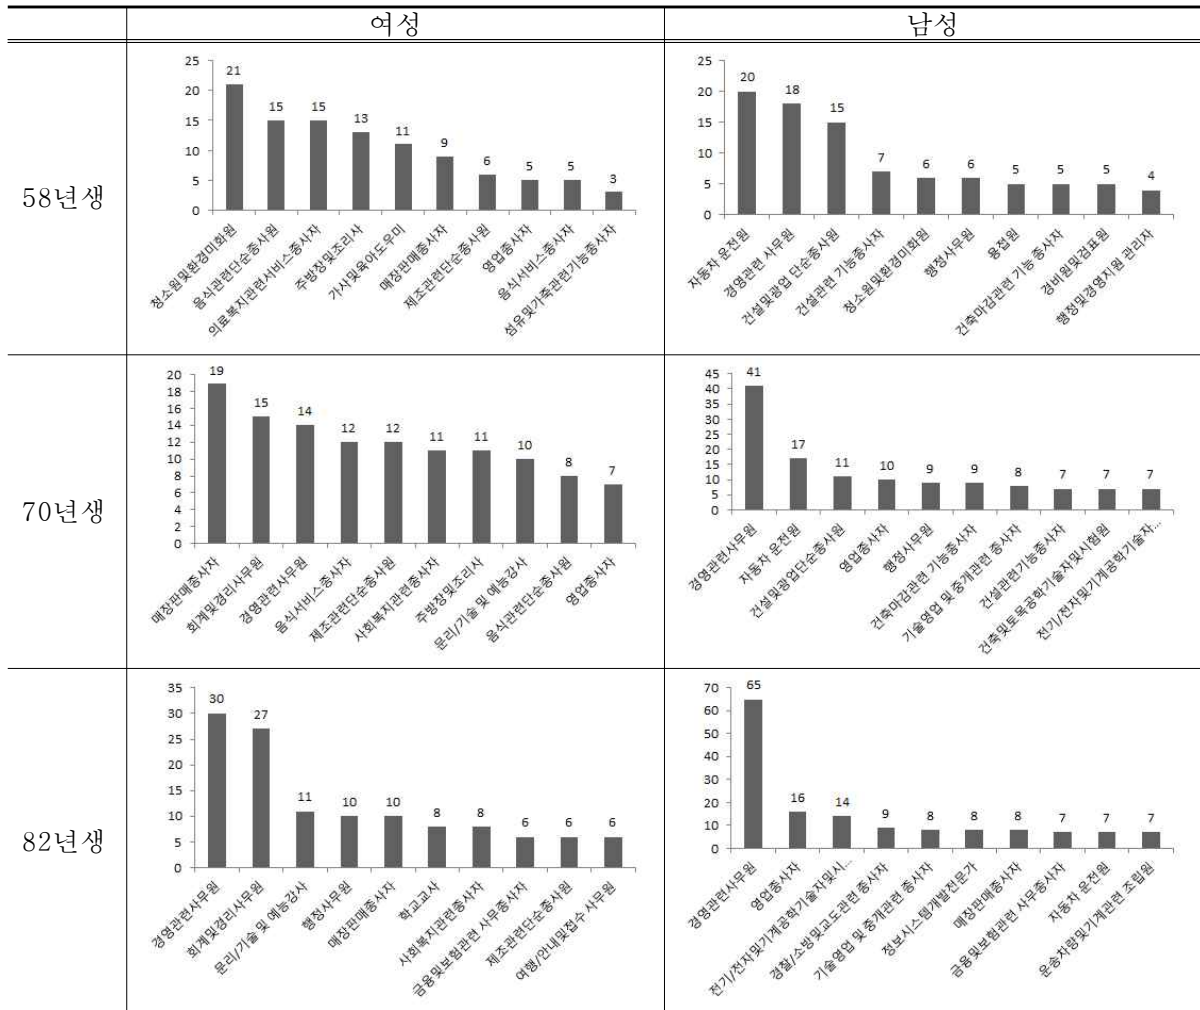 여성 남성
58년생
25
20
15
10
5
0
21 15 15 13 11 9 6 5 5 3
청소원및환경미화원
음식관련단순종사원
의료복지관련서비스종사자
주방장및조리사
가사및육아도우미
매장판매종사자
제조관련단순종사원
영업종사자
음식서비스종사자
섬유및가죽관련기능종사자
25
20
15
10
5
0
20 18 15 7 6 6 5 5 5 4
자동차 운전원
경영관련 사무원
건설및광업 단순종사원
건설관련 기능종사자
청소원및환경미화원
행정사무원
용접원
건축마감관련 기능 종사자
경비원및검표원
행정및경영지원 관리자
70년생
20
18
16
14
12
10
8
6
4
2
0
19 15 14 12 12 11 11 10 8 7
매장판매종사자
회계및경리사무원
경영관련사무원
음식서비스종사자
제조관련단순종사원
사회복지관련종사자
주방장및조리사
문리/기술 및 예능강사
음식관련단순종사원
영업종사자
45
40
35
30
25
20
15
10
5
0
41 17 11 10 9 9 8 7 7 7
경영관련사무원
자동차 운전원
건설및광업단순종사원
영업종사자
행정사무원
건축마감관련 기능종사자
기술영업 및 중개관련 종사자
건설관련기능종사자
건축및토목공학기술자및시험원
전기/전자및기계공학기술자...
82년생
35
30
25
20
15
10
5
0
30 27 11 10 10 8 8 6 6 6
경영관련사무원
회계및경리사무원
문리/기술 및 예능강사
행정사무원
매장판매종사자
학교교사
사회복지관련종사자
금융및보험관련 사무종사자
제조관련단순종사원
여행/안내및접수 사무원
70
60
50
40
30
20
10
0
65 16 14 9 8 8 8 7 7 7
경영관련사무원
영업종사자
전기/전자및기계공학기술자및시...
경찰/소방및교도관련 종사자
기술영업 및 중개관련 종사자
정보시스템개발전문가
매장판매종사자
금융및보험관련 사무종사자
자동차 운전원
운송차량및기계관련 조립원